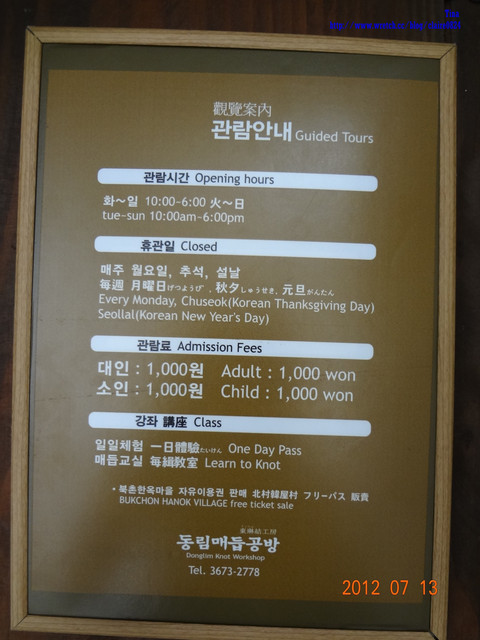 觀覽案內
관람안내 Guided Tours
관람시간 Opening hours
화~일 10:00~6:00 火~日
tue~sun 10:00am~6:00pm
휴관일 Closed
매주 월요일, 추석, 설날
毎週 月曜日げつようび, 秋夕しゅうせき, 元旦がんたん
Every Monday, Chuseok(Korean Thanksgiving Day)
Seollal(Korean New Year's Day)
관람료 Admission Fees
대인 : 1,000원 Adult : 1,000 won
소인 : 1,000원 Child : 1,000 won
강좌 講座 Class
일일체험 一日體驗たいけん One Day Pass
매듭교실 每緝敎室 Learn to Knot
• 북촌한옥마을 자유이용권 판매 北村韓屋村 フリーパス 販賣
BUKCHON HANOK VILLAGE free ticket sale
東琳結工房
동림매듭공방
Donglim Knot Workshop
Tel. 3673-2778
2012 07 13